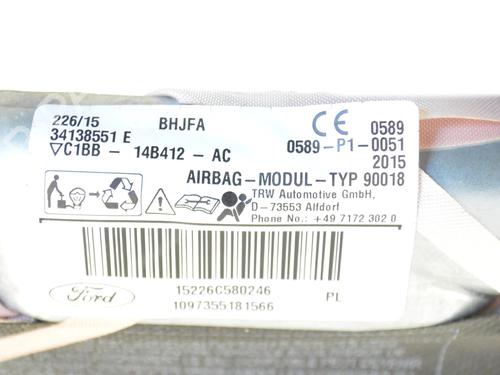 226/15 BHJFA
34138551 E
▽C1BB - 14B412 - AC
CE 0589
0589-P1-0051
2015
AIRBAG-MODUL-TYP 90018
TRW Automotive GmbH,
D-73553 Alfdorf
Phone No.: +49 7172 302 0
Ford
15226C580246 PL
1097355181566